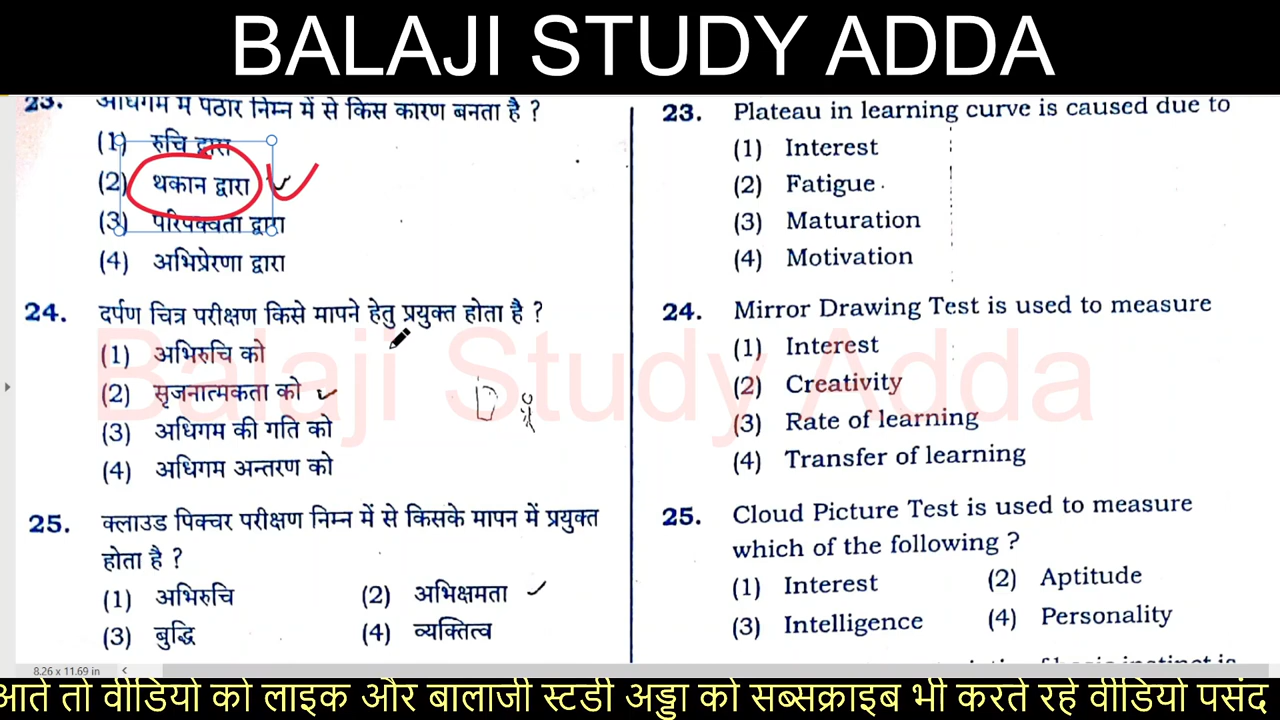 BALAJI STUDY ADDA
23. अधिगम में पठार निम्न में से किस कारण बनता है ?
(1) रुचि द्वारा
(2) थकान द्वारा
(3) परिपक्वता द्वारा
(4) अभिप्रेरणा द्वारा
24. दर्पण चित्र परीक्षण किसे मापने हेतु प्रयुक्त होता है ?
(1) अभिरुचि को
(2) सृजनात्मकता को
(3) अधिगम की गति को
(4) अधिगम अन्तरण को
25. क्लाउड पिक्चर परीक्षण निम्न में से किसके मापन में प्रयुक्त
होता है ?
(1) अभिरुचि (2) अभिक्षमता
(3) बुद्धि (4) व्यक्तित्व
23. Plateau in learning curve is caused due to
(1) Interest
(2) Fatigue
(3) Maturation
(4) Motivation
24. Mirror Drawing Test is used to measure
(1) Interest
(2) Creativity
(3) Rate of learning
(4) Transfer of learning
25. Cloud Picture Test is used to measure
which of the following ?
(1) Interest (2) Aptitude
(3) Intelligence (4) Personality
Balaji Study Adda
8.26 x 11.69 in
आते तो वीडियो को लाइक और बालाजी स्टडी अड्डा को सब्सक्राइब भी करते रहे वीडियो पसंद